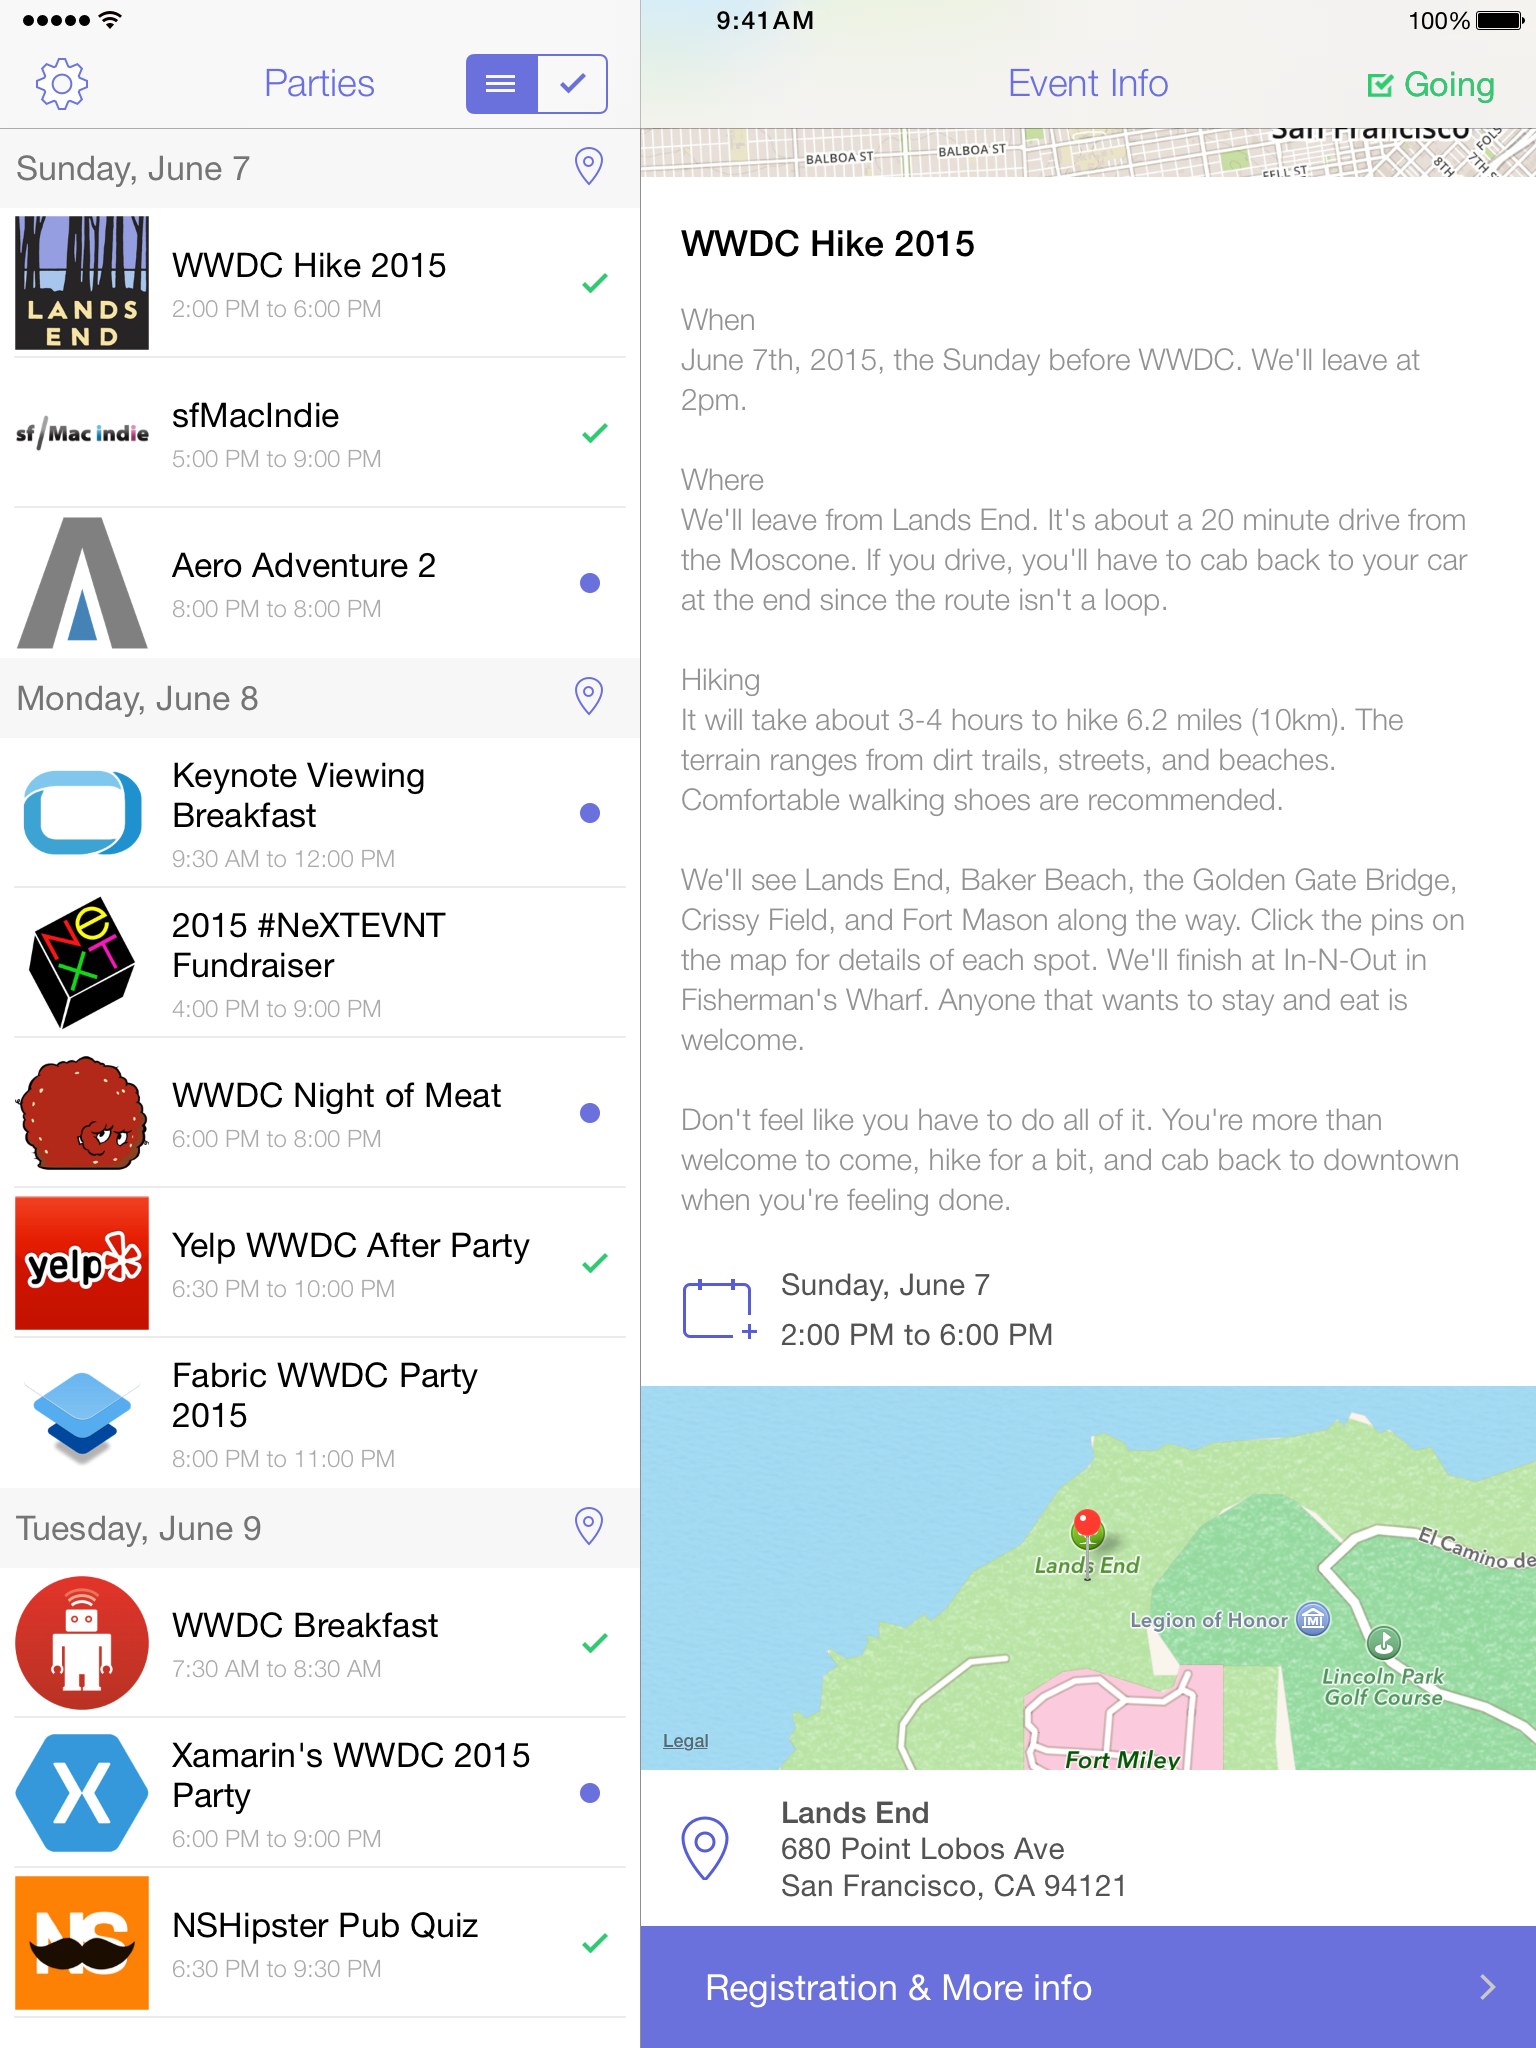 9:41AM
100%
Parties
Event Info
Going
Sunday, June 7
LANDS
END
WWDC Hike 2015
2:00 PM to 6:00 PM
sf/Mac indie
sfMacIndie
5:00 PM to 9:00 PM
Aero Adventure 2
8:00 PM to 8:00 PM
Monday, June 8
Keynote Viewing
Breakfast
9:30 AM to 12:00 PM
NeXT
2015 #NeXTEVNT
Fundraiser
4:00 PM to 9:00 PM
WWDC Night of Meat
6:00 PM to 8:00 PM
yelp
Yelp WWDC After Party
6:30 PM to 10:00 PM
Fabric WWDC Party
2015
8:00 PM to 11:00 PM
Tuesday, June 9
WWDC Breakfast
7:30 AM to 8:30 AM
X
Xamarin's WWDC 2015
Party
6:00 PM to 9:00 PM
NS
NSHipster Pub Quiz
6:30 PM to 9:30 PM
San Francisco
BALBOA ST
BALBOA ST
FELL ST
8TH
7TH
FOLS
WWDC Hike 2015
When
June 7th, 2015, the Sunday before WWDC. We'll leave at
2pm.
Where
We'll leave from Lands End. It's about a 20 minute drive from
the Moscone. If you drive, you'll have to cab back to your car
at the end since the route isn't a loop.
Hiking
It will take about 3-4 hours to hike 6.2 miles (10km). The
terrain ranges from dirt trails, streets, and beaches.
Comfortable walking shoes are recommended.
We'll see Lands End, Baker Beach, the Golden Gate Bridge,
Crissy Field, and Fort Mason along the way. Click the pins on
the map for details of each spot. We'll finish at In-N-Out in
Fisherman's Wharf. Anyone that wants to stay and eat is
welcome.
Don't feel like you have to do all of it. You're more than
welcome to come, hike for a bit, and cab back to downtown
when you're feeling done.
Sunday, June 7
2:00 PM to 6:00 PM
El Camino de
Lands End
Legion of Honor
Lincoln Park
Golf Course
Legal
Fort Miley
Lands End
680 Point Lobos Ave
San Francisco, CA 94121
Registration & More info